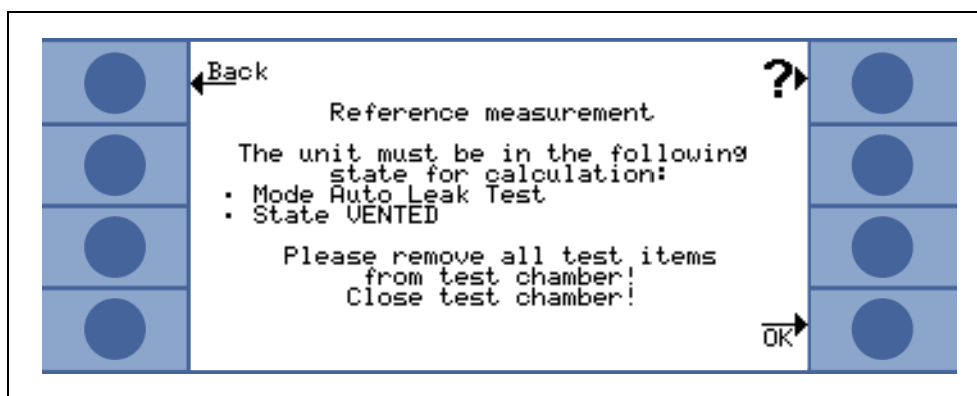 Back
?
Reference measurement
The unit must be in the following
state for calculation:
· Mode Auto Leak Test
· State VENTED
Please remove all test items
from test chamber!
Close test chamber!
OK